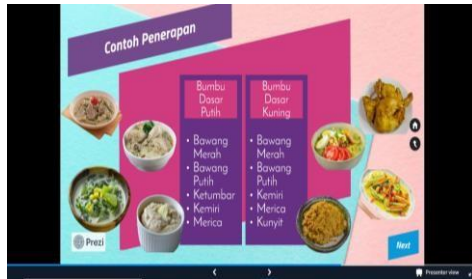 Contoh Penerapan
Bumbu
Dasar
Putih
• Bawang
Merah
• Bawang
Putih
• Ketumbar
• Kemiri
• Merica
Bumbu
Dasar
Kuning
• Bawang
Merah
• Bawang
Putih
• Kemiri
• Merica
• Kunyit
Prezi
Next
Presenter view